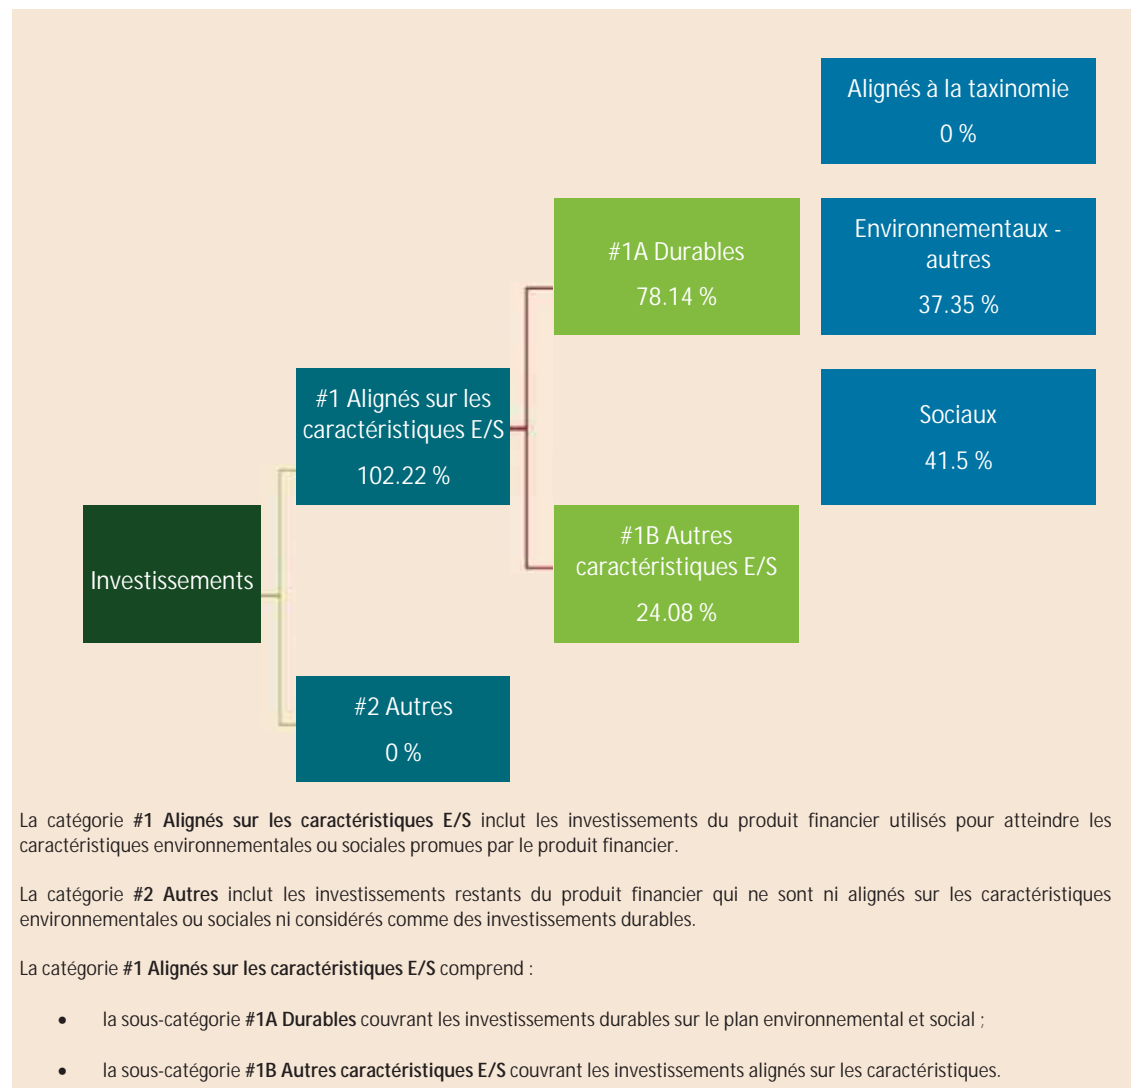 Alignés à la taxinomie
0 %
Environnementaux -
autres
37.35 %
#1A Durables
78.14 %
Sociaux
41.5 %
#1 Alignés sur les
caractéristiques E/S
102.22 %
#1B Autres
caractéristiques E/S
24.08 %
Investissements
#2 Autres
0 %
La catégorie #1 Alignés sur les caractéristiques E/S inclut les investissements du produit financier utilisés pour atteindre les
caractéristiques environnementales ou sociales promues par le produit financier.
La catégorie #2 Autres inclut les investissements restants du produit financier qui ne sont ni alignés sur les caractéristiques
environnementales ou sociales ni considérés comme des investissements durables.
La catégorie #1 Alignés sur les caractéristiques E/S comprend :
• la sous-catégorie #1A Durables couvrant les investissements durables sur le plan environnemental et social ;
• la sous-catégorie #1B Autres caractéristiques E/S couvrant les investissements alignés sur les caractéristiques.